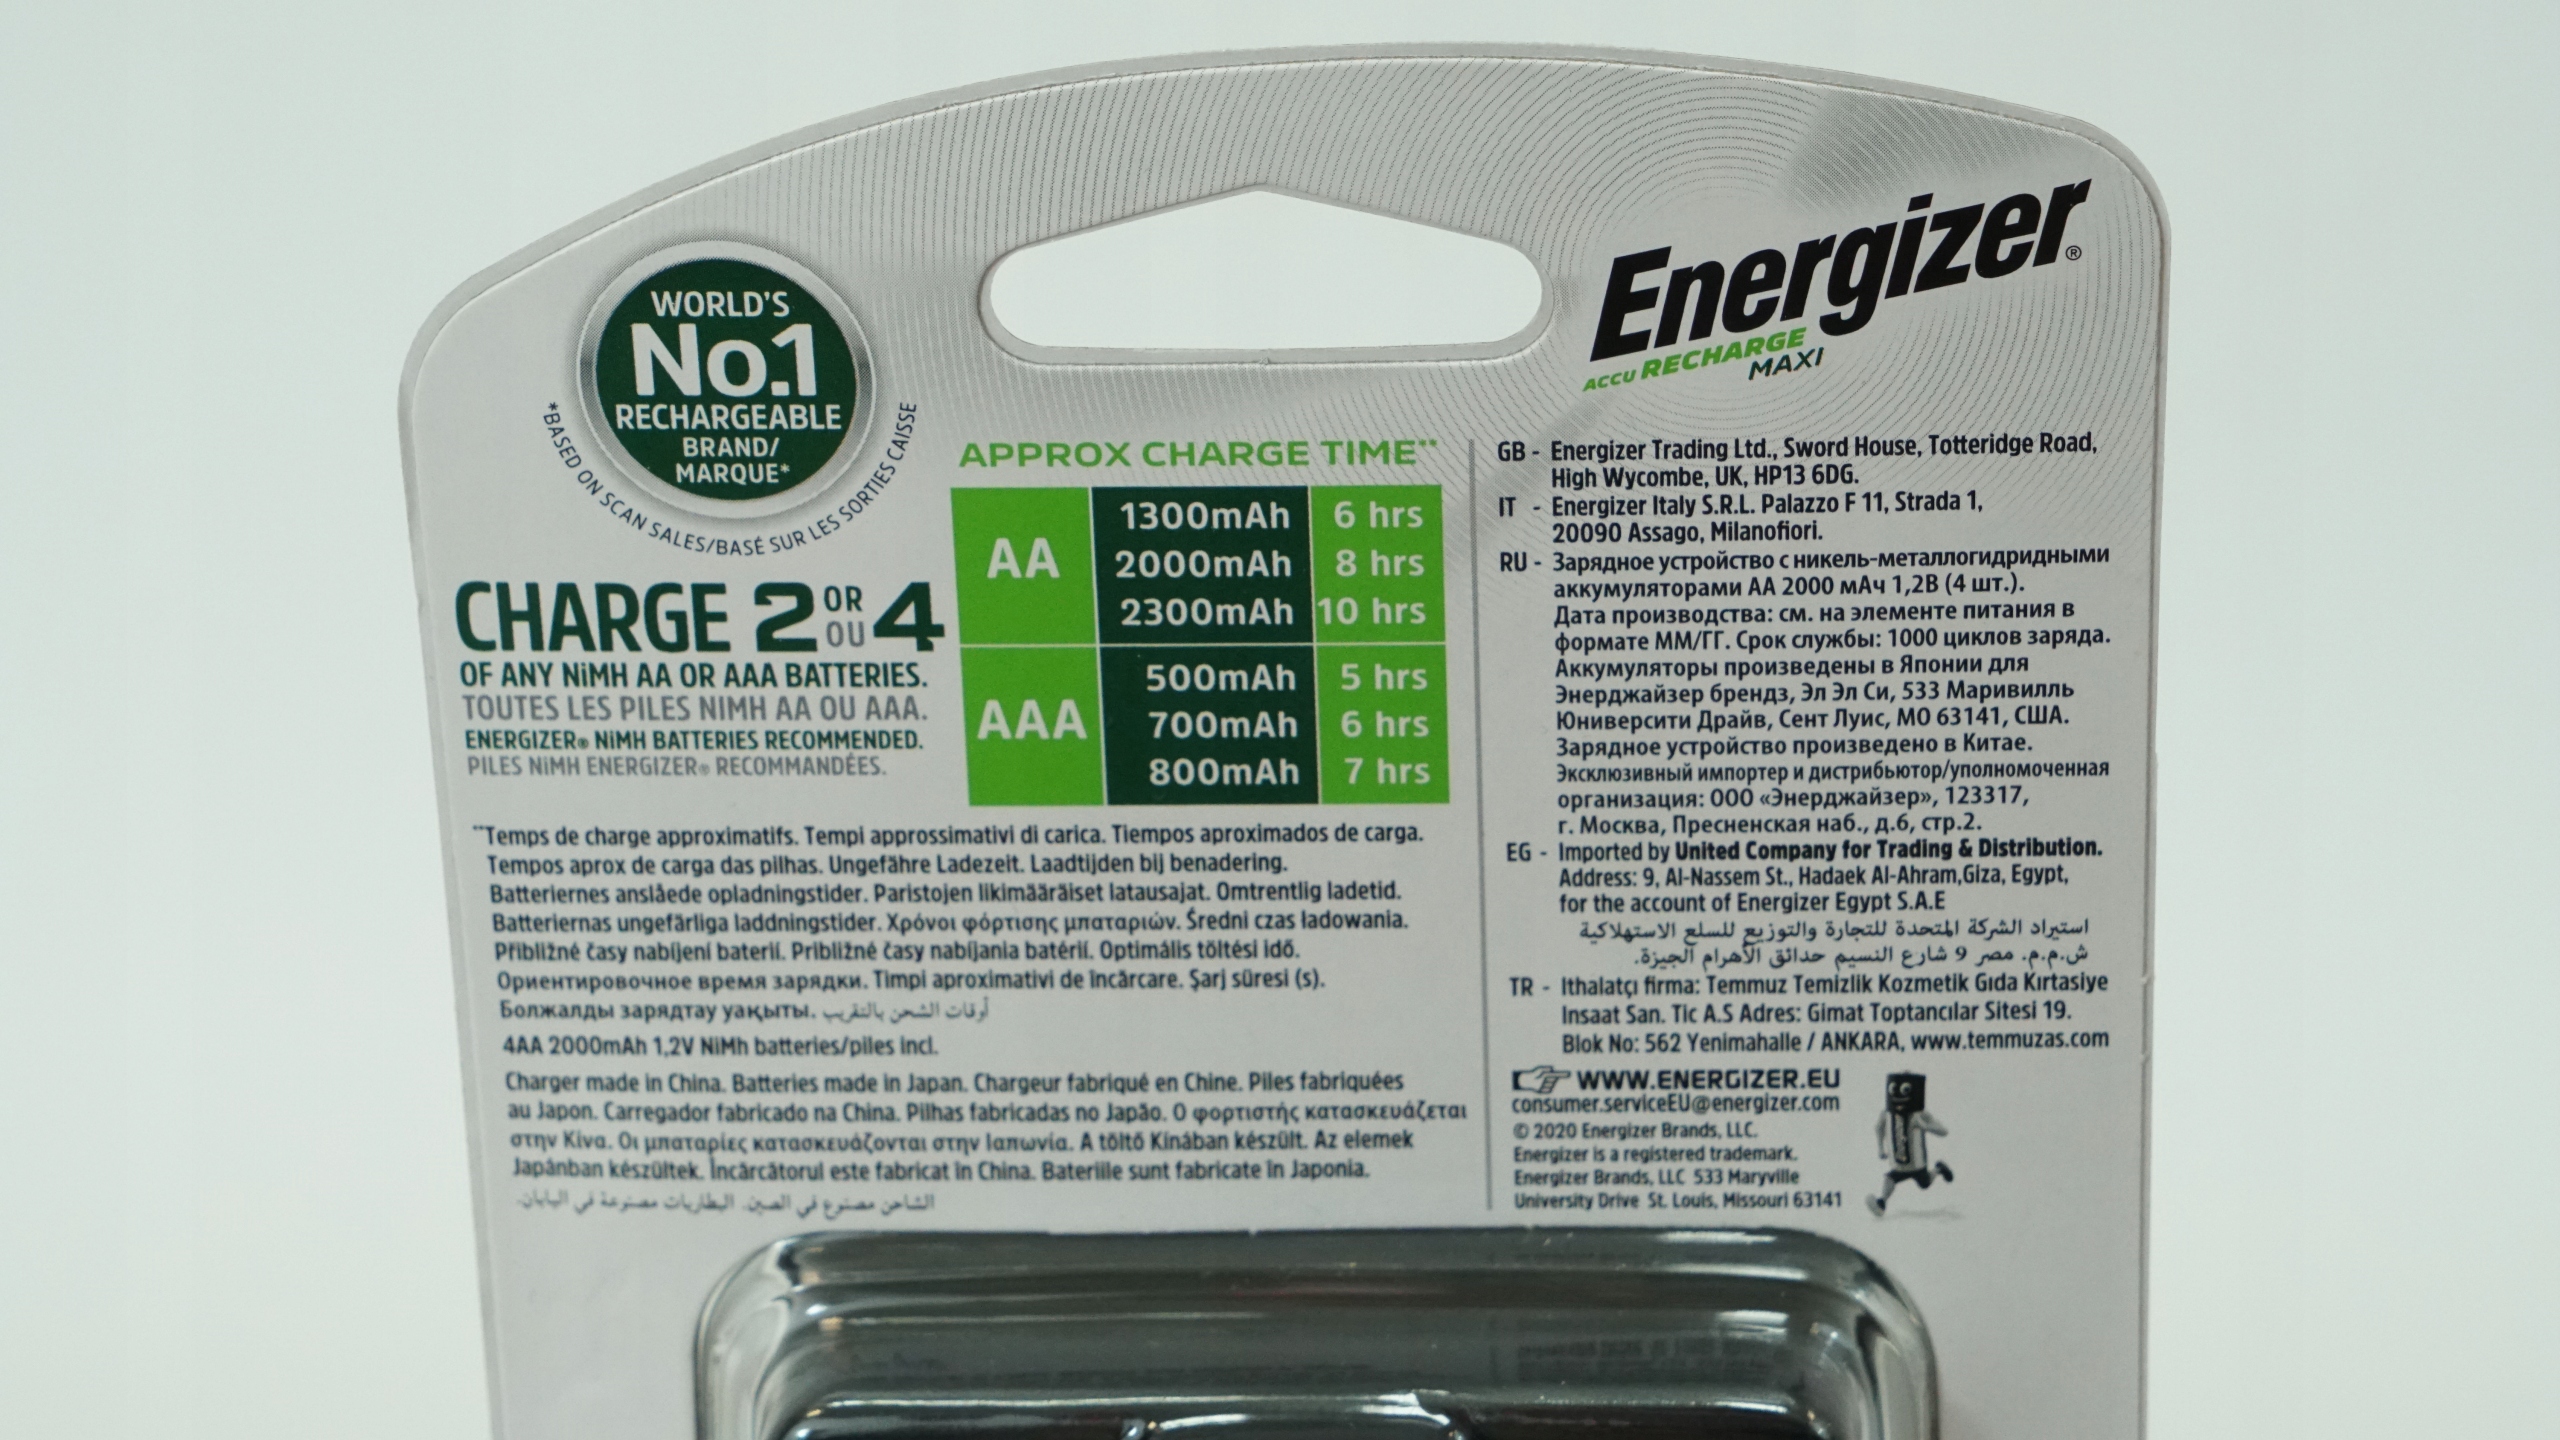 WORLD'S
No.1
RECHARGEABLE
BRAND/
MARQUE*
*BASED ON SCAN SALES/BASÉ SUR LES SORTIES CAISSE
CHARGE 2 OR OU 4
OF ANY NiMH AA OR AAA BATTERIES.
TOUTES LES PILES NIMH AA OU AAA.
ENERGIZER® NiMH BATTERIES RECOMMENDED.
PILES NiMH ENERGIZER® RECOMMANDÉES.
APPROX CHARGE TIME**
AA
1300mAh 6 hrs
2000mAh 8 hrs
2300mAh 10 hrs
AAA
500mAh 5 hrs
700mAh 6 hrs
800mAh 7 hrs
**Temps de charge approximatifs. Tempi approssimativi di carica. Tiempos aproximados de carga.
Tempos aprox de carga das pilhas. Ungefähre Ladezeit. Laadtijden bij benadering.
Batteriernes anslåede opladningstider. Paristojen likimääräiset latausajat. Omtrentlig ladetid.
Batteriernas ungefärliga laddningstider. Χρόνοι φόρτισης μπαταριών. Średni czas ładowania.
Přibližné časy nabíjení baterií. Približné časy nabíjania batérií. Optimális töltési idő.
Ориентировочное время зарядки. Timpi aproximativi de încărcare. Şarj süresi (s).
Болжалды зарядтау уақыты. أوقات الشحن بالتقريب
4AA 2000mAh 1,2V NiMh batteries/piles incl.
Charger made in China. Batteries made in Japan. Chargeur fabriqué en Chine. Piles fabriquées
au Japon. Carregador fabricado na China. Pilhas fabricadas no Japão. Ο φορτιστής κατασκευάζεται
στην Κίνα. Οι μπαταρίες κατασκευάζονται στην Ιαπωνία. A töltő Kínában készült. Az elemek
Japánban készültek. Încărcătorul este fabricat în China. Bateriile sunt fabricate în Japonia.
الشاحن مصنوع في الصين. البطاريات مصنوعة في اليابان.
Energizer®
ACCU RECHARGE
MAXI
GB - Energizer Trading Ltd., Sword House, Totteridge Road,
High Wycombe, UK, HP13 6DG.
IT - Energizer Italy S.R.L. Palazzo F 11, Strada 1,
20090 Assago, Milanofiori.
RU - Зарядное устройство с никель-металлогидридными
аккумуляторами АА 2000 мАч 1,2В (4 шт.).
Дата производства: см. на элементе питания в
формате ММ/ГГ. Срок службы: 1000 циклов заряда.
Аккумуляторы произведены в Японии для
Энерджайзер брендз, Эл Эл Си, 533 Маривилль
Юниверсити Драйв, Сент Луис, МО 63141, США.
Зарядное устройство произведено в Китае.
Эксклюзивный импортер и дистрибьютор/уполномоченная
организация: ООО «Энерджайзер», 123317,
г. Москва, Пресненская наб., д.6, стр.2.
EG - Imported by United Company for Trading & Distribution.
Address: 9, Al-Nassem St., Hadaek Al-Ahram,Giza, Egypt,
for the account of Energizer Egypt S.A.E
استيراد الشركة المتحدة للتجارة والتوزيع للسلع الاستهلاكية
ش.م.م. مصر 9 شارع النسيم حدائق الأهرام الجيزة.
TR - Ithalatçı firma: Temmuz Temizlik Kozmetik Gıda Kırtasiye
Insaat San. Tic A.S Adres: Gimat Toptancılar Sitesi 19.
Blok No: 562 Yenimahalle / ANKARA, www.temmuzas.com
WWW.ENERGIZER.EU
consumer.serviceEU@energizer.com
© 2020 Energizer Brands, LLC.
Energizer is a registered trademark.
Energizer Brands, LLC 533 Maryville
University Drive St. Louis, Missouri 63141